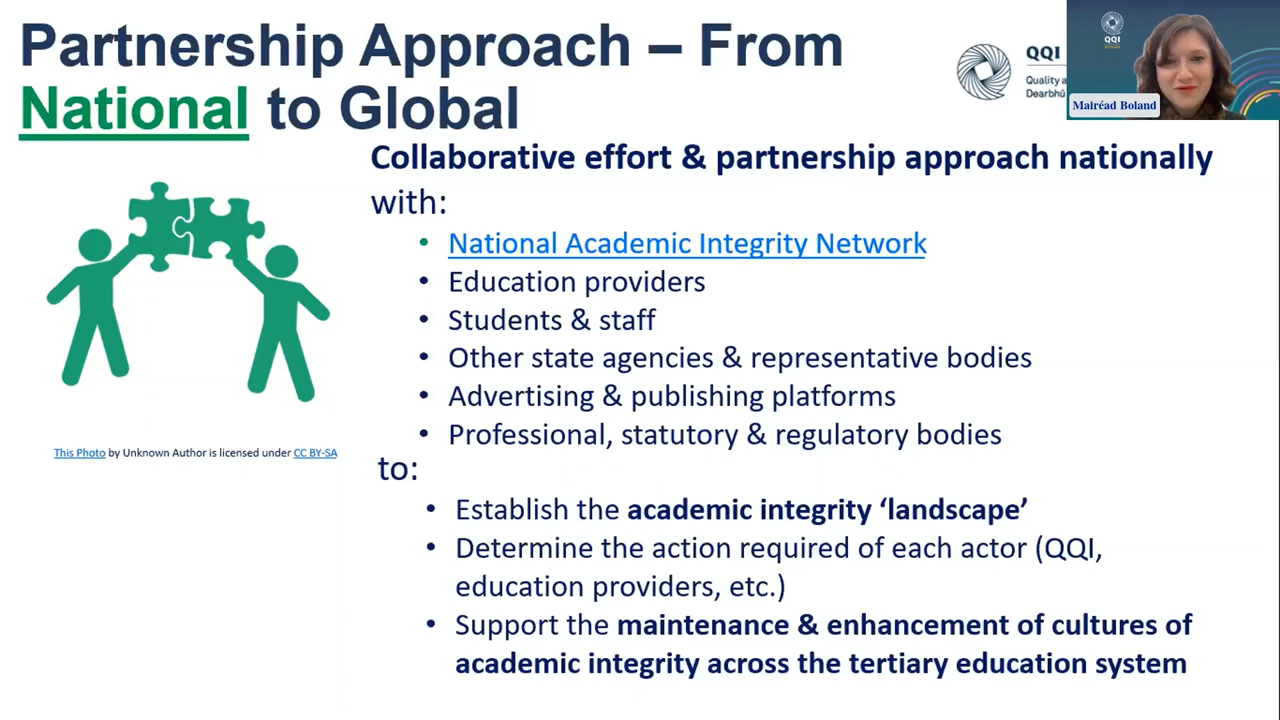 Partnership Approach – From
National to Global
QQI
QQI
Quality a
Dearbhú
Mairéad Boland
Collaborative effort & partnership approach nationally
with:
• National Academic Integrity Network
• Education providers
• Students & staff
• Other state agencies & representative bodies
• Advertising & publishing platforms
• Professional, statutory & regulatory bodies
This Photo by Unknown Author is licensed under CC BY-SA
to:
• Establish the academic integrity ‘landscape’
• Determine the action required of each actor (QQI,
education providers, etc.)
• Support the maintenance & enhancement of cultures of
academic integrity across the tertiary education system